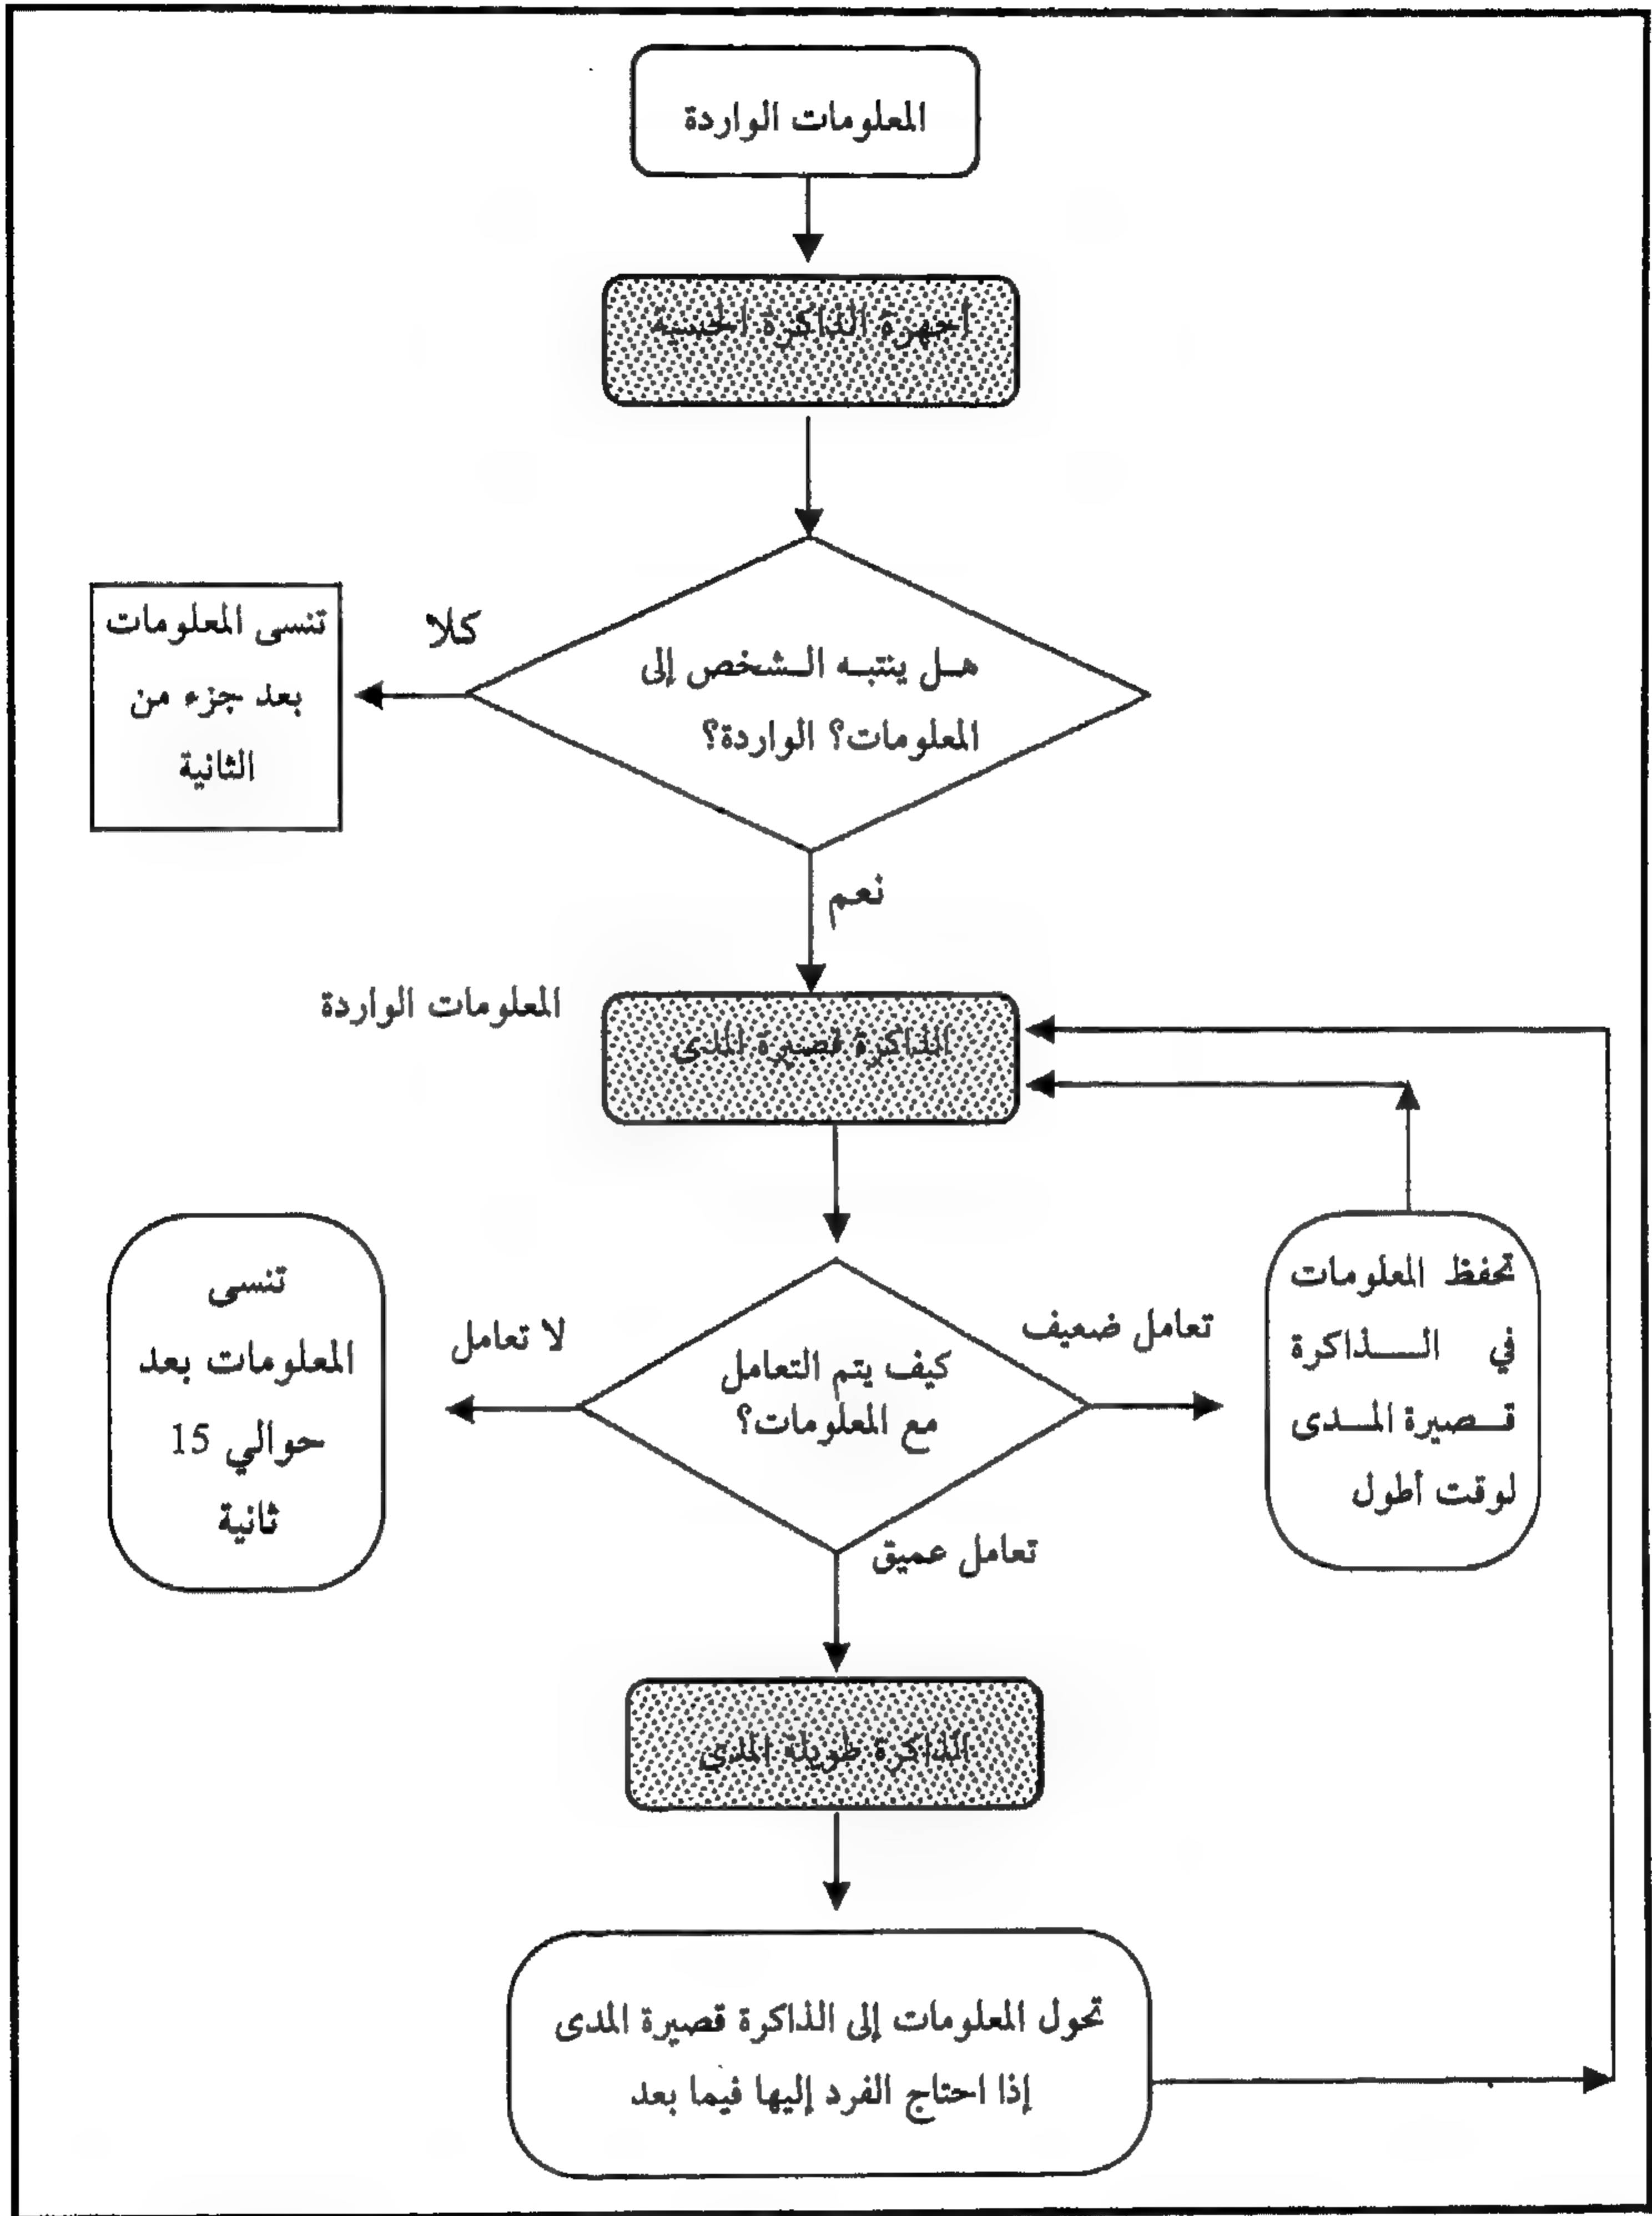 المعلومات الواردة
أجهزة الذاكرة الحسية
هل ينتبه الشخص إلى
المعلومات؟ الواردة؟
كلا
تنسى المعلومات
بعد جزء من
الثانية
نعم
المعلومات الواردة
الذاكرة قصيرة المدى
كيف يتم التعامل
مع المعلومات؟
تعامل ضعيف
تحفظ المعلومات
في الذاكرة
قصيرة المدى
لوقت أطول
لا تعامل
تنسى
المعلومات بعد
حوالي 15
ثانية
تعامل عميق
الذاكرة طويلة المدى
تحول المعلومات إلى الذاكرة قصيرة المدى
إذا احتاج الفرد إليها فيما بعد